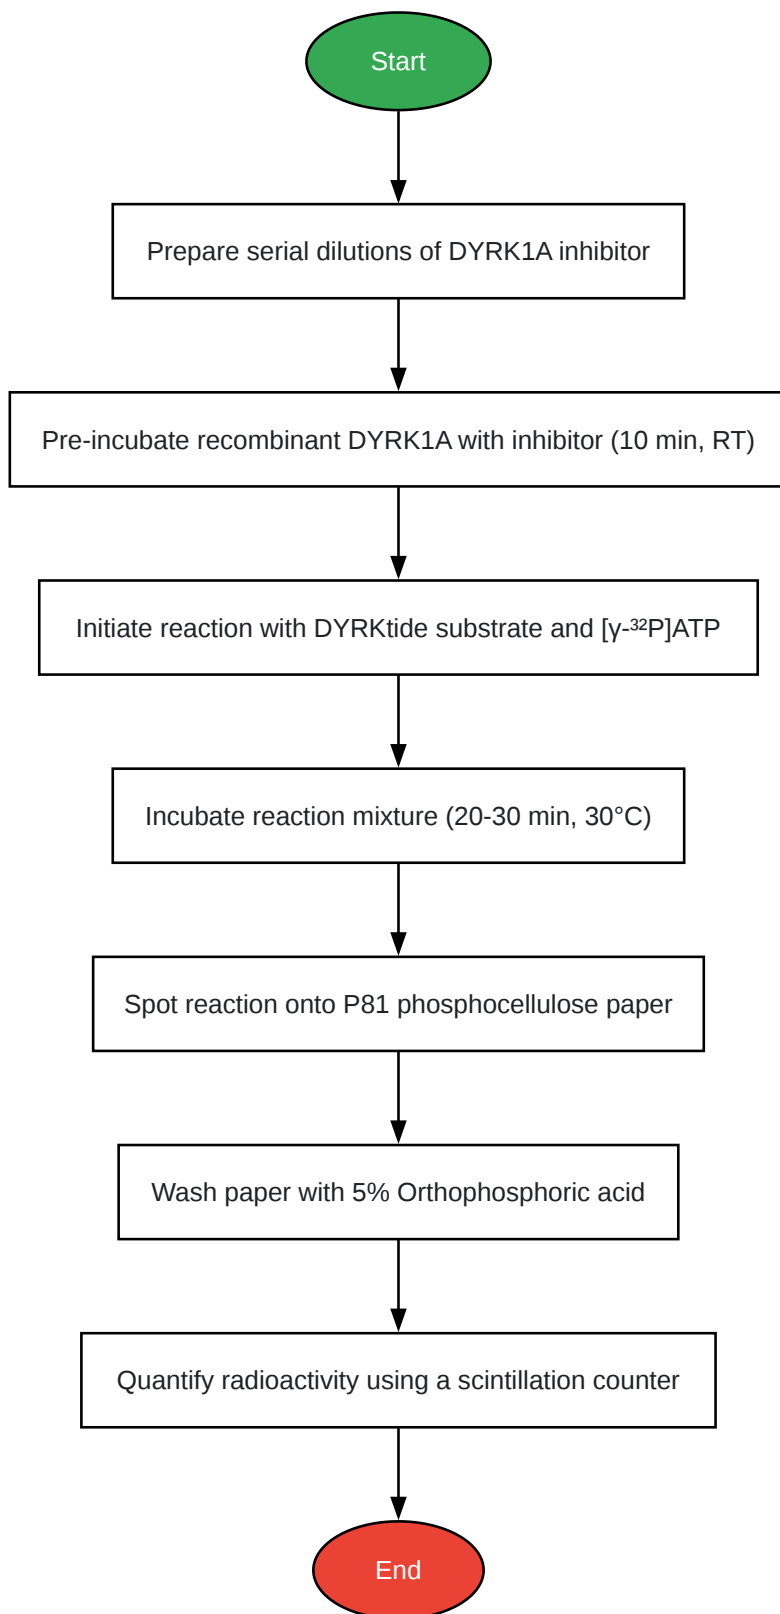 Start
Prepare serial dilutions of DYRK1A inhibitor
Pre-incubate recombinant DYRK1A with inhibitor (10 min, RT)
Initiate reaction with DYRKtide substrate and [γ-³²P]ATP
Incubate reaction mixture (20-30 min, 30°C)
Spot reaction onto P81 phosphocellulose paper
Wash paper with 5% Orthophosphoric acid
Quantify radioactivity using a scintillation counter
End